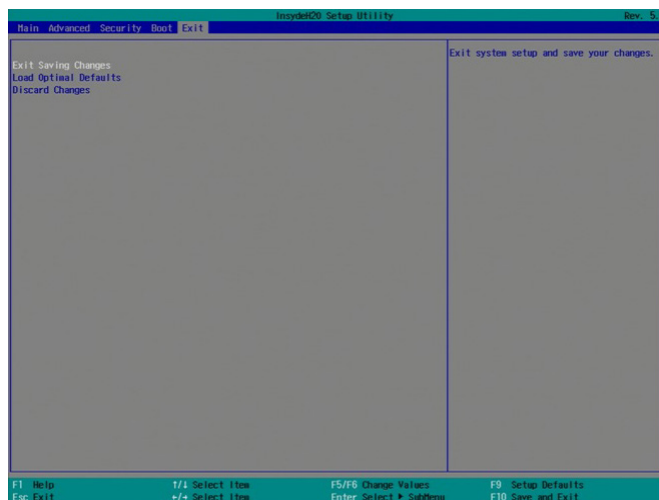 InsydeH20 Setup Utility Rev. 5.
Main Advanced Security Boot Exit
Exit system setup and save your changes.
Exit Saving Changes
Load Optimal Defaults
Discard Changes
F1 Help ↑/↓ Select Item F5/F6 Change Values F9 Setup Defaults
Esc Exit ←/→ Select Item Enter Select ▶ SubMenu F10 Save and Exit